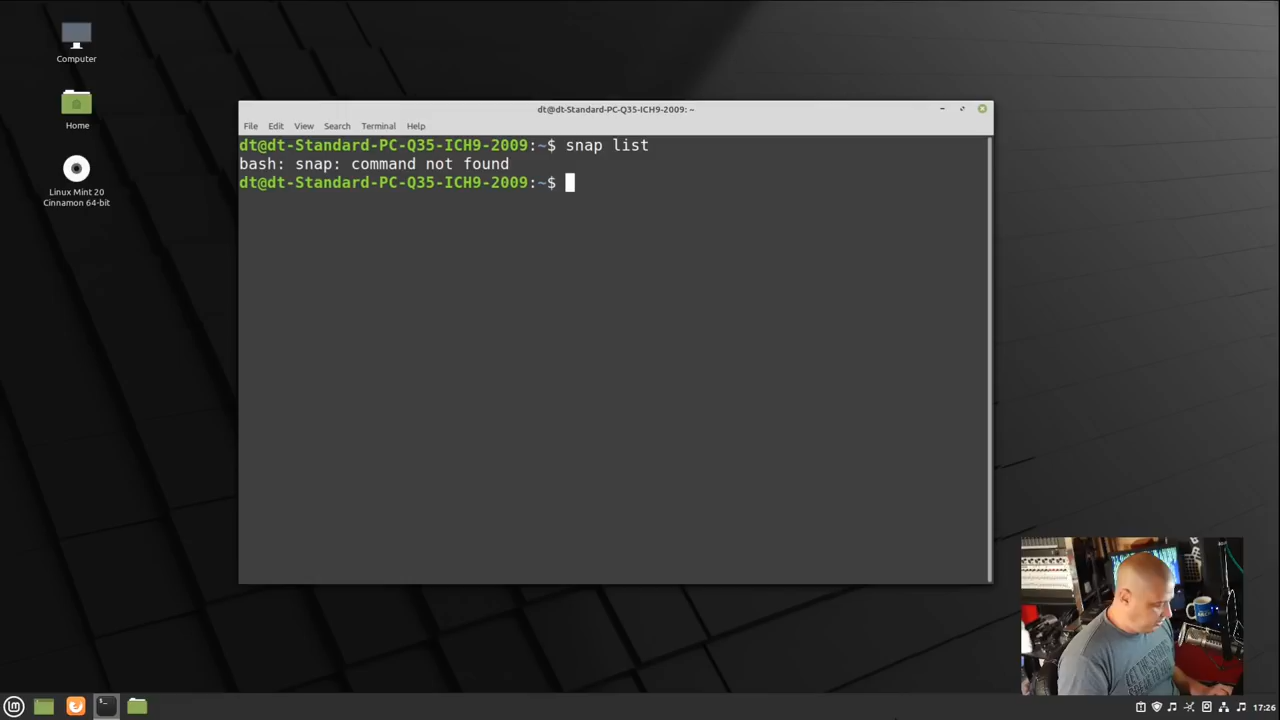 Computer
Home
Linux Mint 20
Cinnamon 64-bit
dt@dt-Standard-PC-Q35-ICH9-2009: ~
File Edit View Search Terminal Help
dt@dt-Standard-PC-Q35-ICH9-2009:~$ snap list
bash: snap: command not found
dt@dt-Standard-PC-Q35-ICH9-2009:~$
17:26